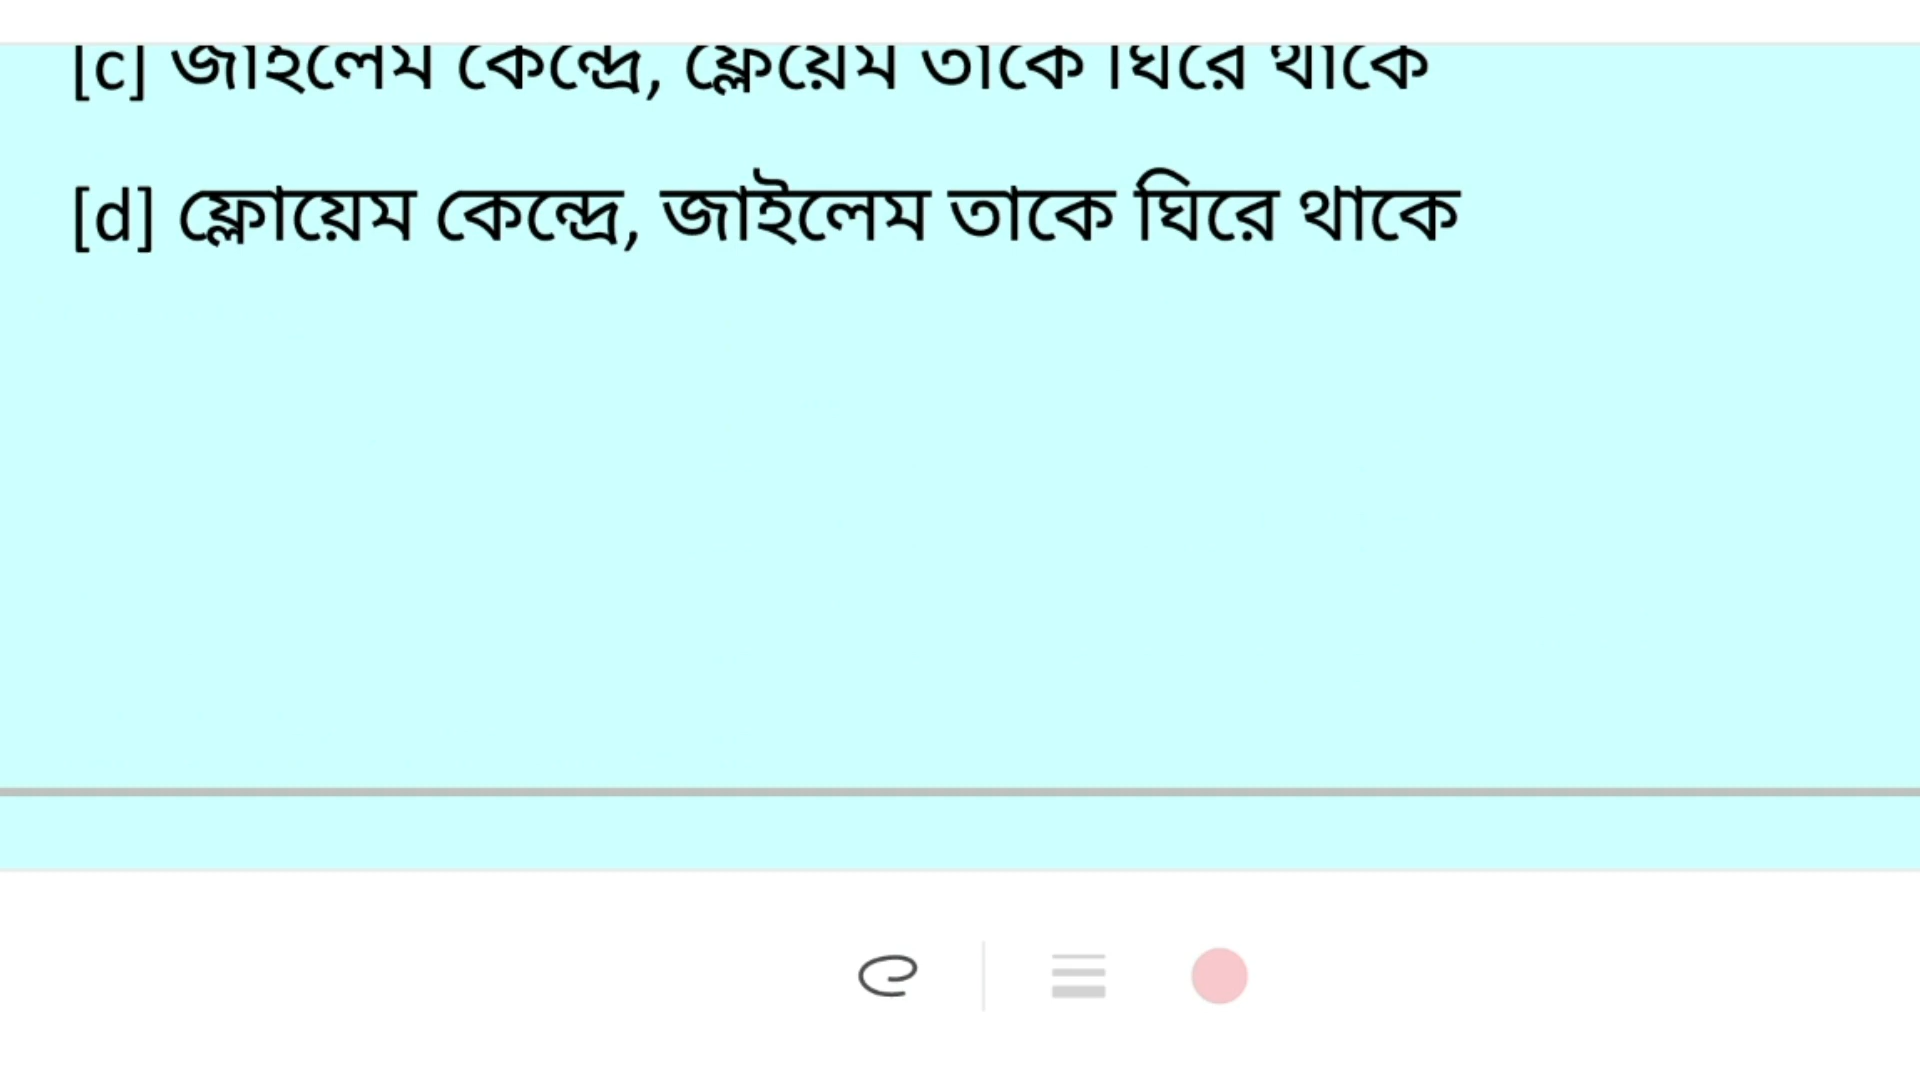 [c] জাইলেম কেন্দ্রে, ফ্লেয়েম তাকে ঘিরে থাকে
[d] ফ্লোয়েম কেন্দ্রে, জাইলেম তাকে ঘিরে থাকে